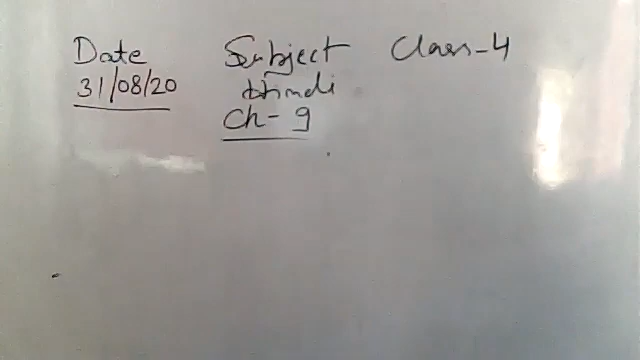 Date Subject Class-4
31/08/20 Hindi
Ch- 9